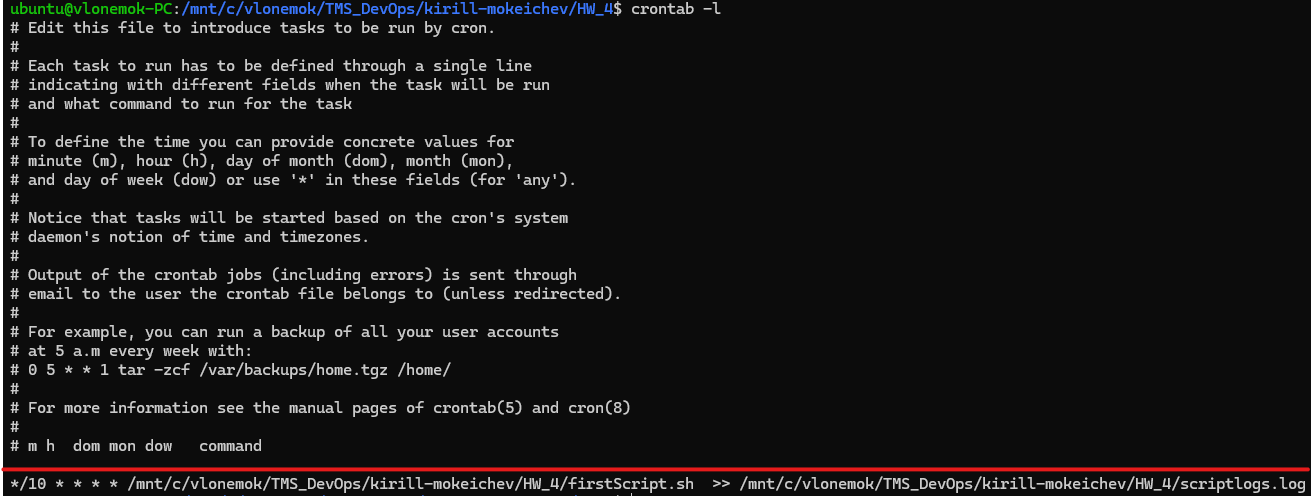 ubuntu@vlonemok-PC:/mnt/c/vlonemok/TMS_DevOps/kirill-mokeichev/HW_4$ crontab -l
# Edit this file to introduce tasks to be run by cron.
#
# Each task to run has to be defined through a single line
# indicating with different fields when the task will be run
# and what command to run for the task
#
# To define the time you can provide concrete values for
# minute (m), hour (h), day of month (dom), month (mon),
# and day of week (dow) or use '*' in these fields (for 'any').
#
# Notice that tasks will be started based on the cron's system
# daemon's notion of time and timezones.
#
# Output of the crontab jobs (including errors) is sent through
# email to the user the crontab file belongs to (unless redirected).
#
# For example, you can run a backup of all your user accounts
# at 5 a.m every week with:
# 0 5 * * 1 tar -zcf /var/backups/home.tgz /home/
#
# For more information see the manual pages of crontab(5) and cron(8)
#
# m h  dom mon dow   command
*/10 * * * * /mnt/c/vlonemok/TMS_DevOps/kirill-mokeichev/HW_4/firstScript.sh  >> /mnt/c/vlonemok/TMS_DevOps/kirill-mokeichev/HW_4/scriptlogs.log